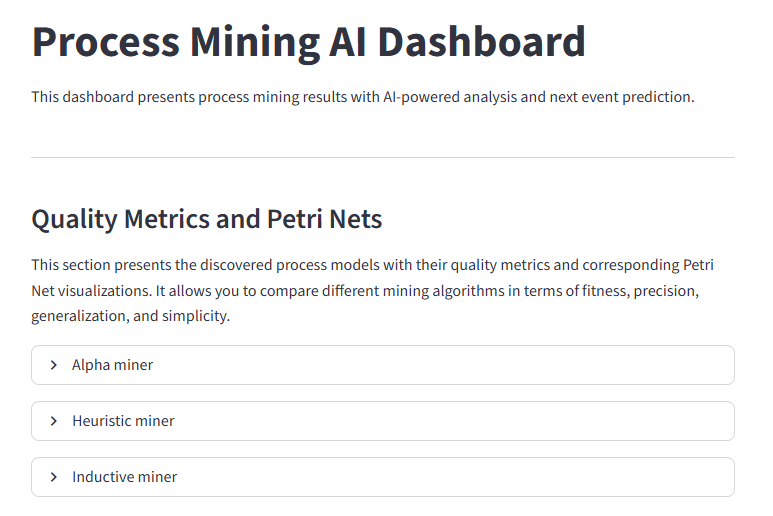 Process Mining AI Dashboard
This dashboard presents process mining results with AI-powered analysis and next event prediction.
Quality Metrics and Petri Nets
This section presents the discovered process models with their quality metrics and corresponding Petri
Net visualizations. It allows you to compare different mining algorithms in terms of fitness, precision,
generalization, and simplicity.
Alpha miner
Heuristic miner
Inductive miner